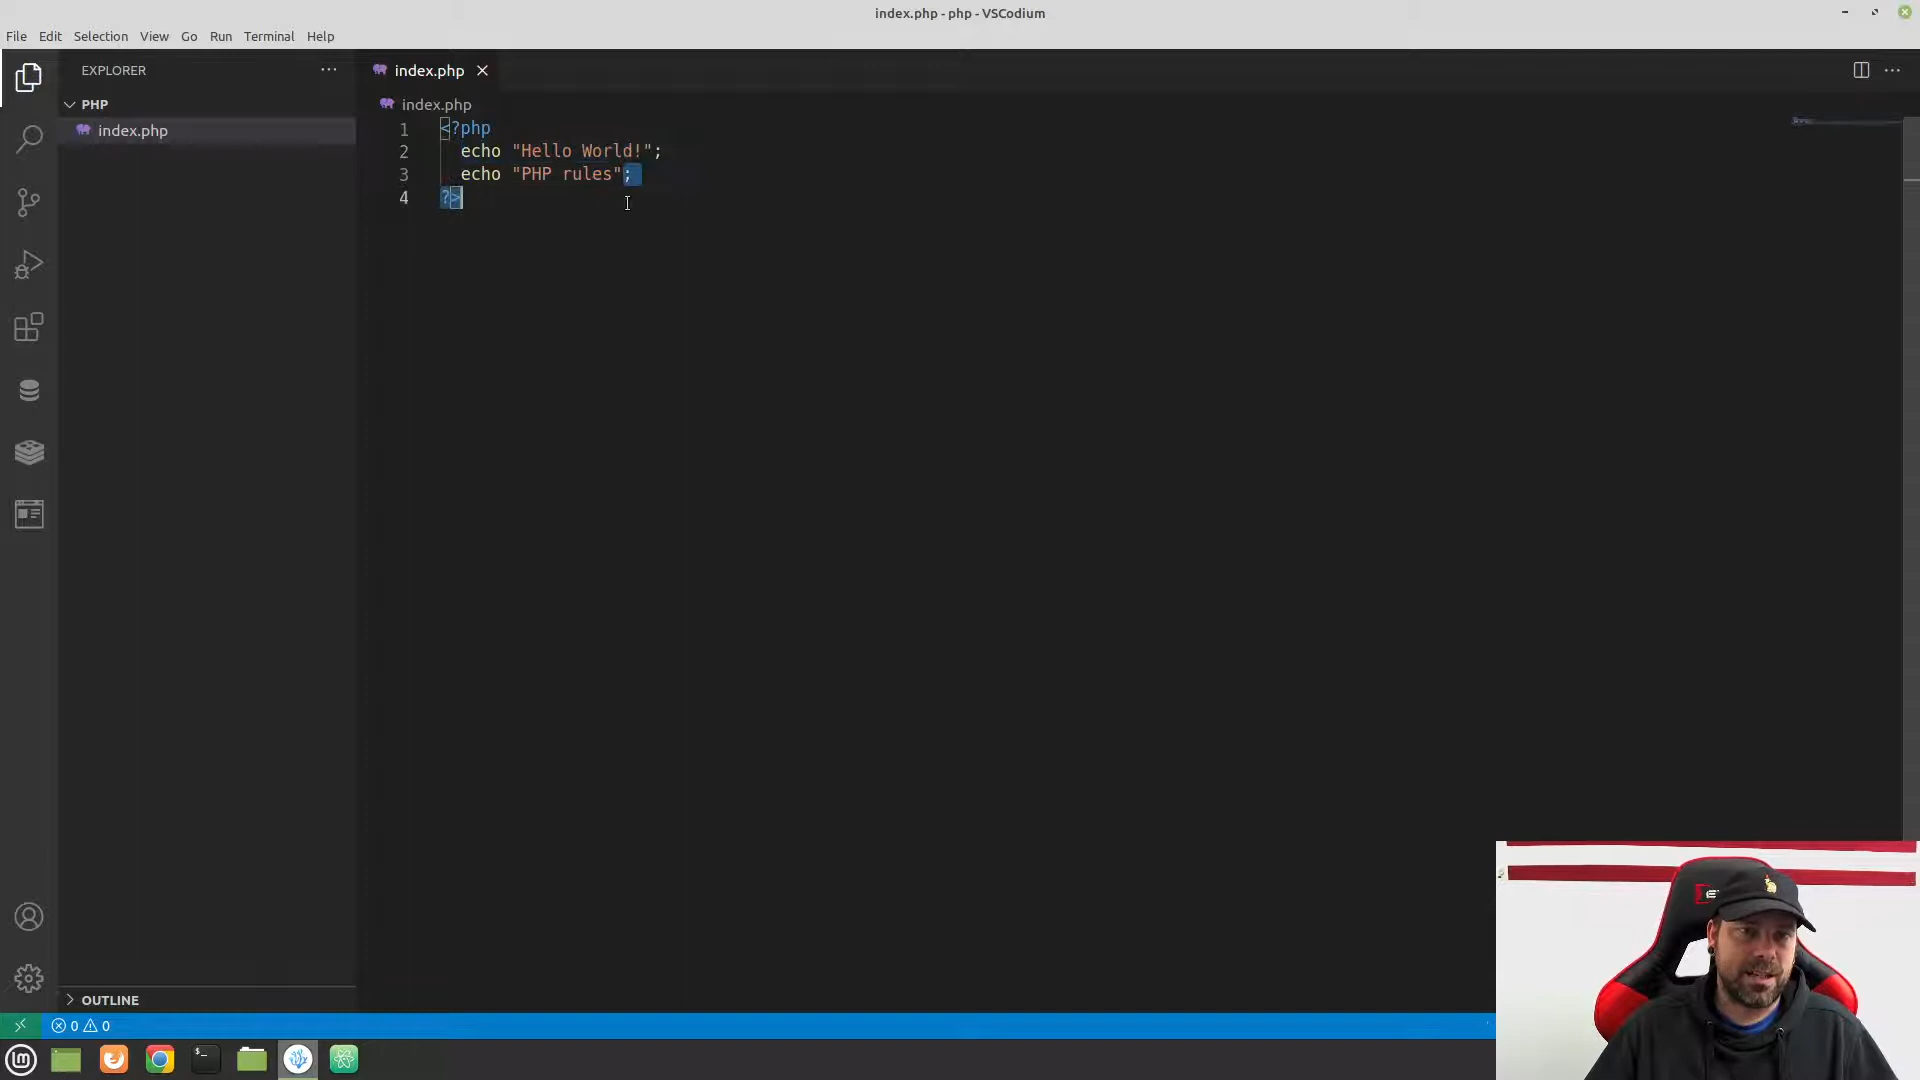 index.php - php - VSCodium
File Edit Selection View Go Run Terminal Help
EXPLORER
PHP
index.php
OUTLINE
index.php
index.php
1 <?php
2 echo "Hello World!";
3 echo "PHP rules";
4 ?>
0 0